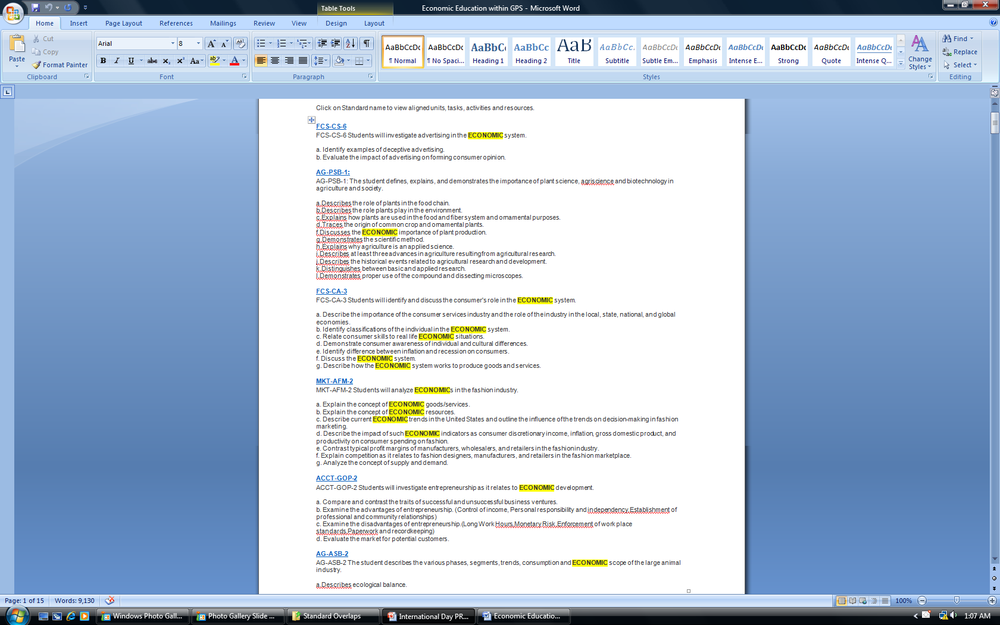 Table Tools
Economic Education within GPS - Microsoft Word
Home Insert Page Layout References Mailings Review View Design Layout
Paste
Cut
Copy
Format Painter
Clipboard
Arial 8
Font
Paragraph
AaBbCcDc AaBbCcDc AaBbC AaBbCc AaB AaBbCc. AaBbCcDc AaBbCcDc AaBbCcDc AaBbCcDc AaBbCcDc AaBbCcDc
¶ Normal ¶ No Spaci... Heading 1 Heading 2 Title Subtitle Subtle Em... Emphasis Intense E... Strong Quote Intense Q...
Change Styles
Styles
Find
Replace
Select
Editing
Click on Standard name to view aligned units, tasks, activities and resources.
FCS-CS-6
FCS-CS-6 Students will investigate advertising in the ECONOMIC system.
a. Identify examples of deceptive advertising.
b. Evaluate the impact of advertising on forming consumer opinion.
AG-PSB-1:
AG-PSB-1: The student defines, explains, and demonstrates the importance of plant science, agriscience and biotechnology in
agriculture and society.
a.Describes the role of plants in the food chain.
b.Describes the role plants play in the environment.
c.Explains how plants are used in the food and fiber system and ornamental purposes.
d.Traces the origin of common crop and ornamental plants.
f.Discusses the ECONOMIC importance of plant production.
g.Demonstrates the scientific method.
h.Explains why agriculture is an applied science.
i.Describes at least three advances in agriculture resulting from agricultural research.
j.Describes the historical events related to agricultural research and development.
k.Distinguishes between basic and applied research.
l.Demonstrates proper use of the compound and dissecting microscopes.
FCS-CA-3
FCS-CA-3 Students will identify and discuss the consumer's role in the ECONOMIC system.
a. Describe the importance of the consumer services industry and the role of the industry in the local, state, national, and global
economies.
b. Identify classifications of the individual in the ECONOMIC system.
c. Relate consumer skills to real life ECONOMIC situations.
d. Demonstrate consumer awareness of individual and cultural differences.
e. Identify difference between inflation and recession on consumers.
f. Discuss the ECONOMIC system.
g. Describe how the ECONOMIC system works to produce goods and services.
MKT-AFM-2
MKT-AFM-2 Students will analyze ECONOMICs in the fashion industry.
a. Explain the concept of ECONOMIC goods/services.
b. Explain the concept of ECONOMIC resources.
c. Describe current ECONOMIC trends in the United States and outline the influence of the trends on decision-making in fashion
marketing.
d. Describe the impact of such ECONOMIC indicators as consumer discretionary income, inflation, gross domestic product, and
productivity on consumer spending on fashion.
e. Contrast typical profit margins of manufacturers, wholesalers, and retailers in the fashion industry.
f. Explain competition as it relates to fashion designers, manufacturers, and retailers in the fashion marketplace.
g. Analyze the concept of supply and demand.
ACCT-GOP-2
ACCT-GOP-2 Students will investigate entrepreneurship as it relates to ECONOMIC development.
a. Compare and contrast the traits of successful and unsuccessful business ventures.
b. Examine the advantages of entrepreneurship. (Control of income, Personal responsibility and independency,Establishment of
professional and community relationships)
c. Examine the disadvantages of entrepreneurship.(Long Work Hours,Monetary Risk,Enforcement of work place
standards,Paperwork and recordkeeping)
d. Evaluate the market for potential customers.
AG-ASB-2
AG-ASB-2 The student describes the various phases, segments, trends, consumption and ECONOMIC scope of the large animal
industry.
a.Describes ecological balance.
Page: 1 of 15 Words: 9,130 100%
Windows Photo Gall... Photo Gallery Slide ... Standard Overlaps International Day PR... Economic Educatio... 1:07 AM